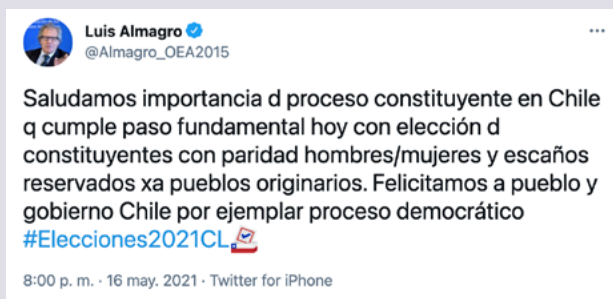 Luis Almagro
@Almagro_OEA2015
Saludamos importancia d proceso constituyente en Chile
q cumple paso fundamental hoy con elección d
constituyentes con paridad hombres/mujeres y escaños
reservados xa pueblos originarios. Felicitamos a pueblo y
gobierno Chile por ejemplar proceso democrático
#Elecciones2021CL
8:00 p. m. · 16 may. 2021 · Twitter for iPhone